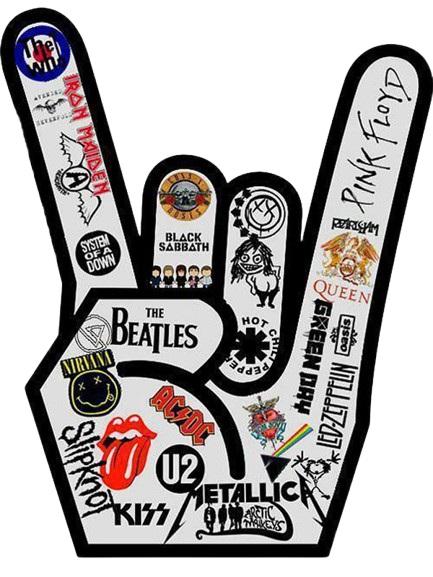 The
Who
AVENGED
SEVENFOLD
IRON MAIDEN
A
SYSTEM
OF A
DOWN
GUNS N'
ROSES
BLACK
SABBATH
PINK FLOYD
PEARL JAM
QUEEN
oasis
GREEN DAY
LED-ZEPPELIN
HOT CHILI PEPPER
THE
BEATLES
NIRVANA
AC DC
SlipKnoT
U2
KISS
METALLICA
ARCTIC
MONKEYS